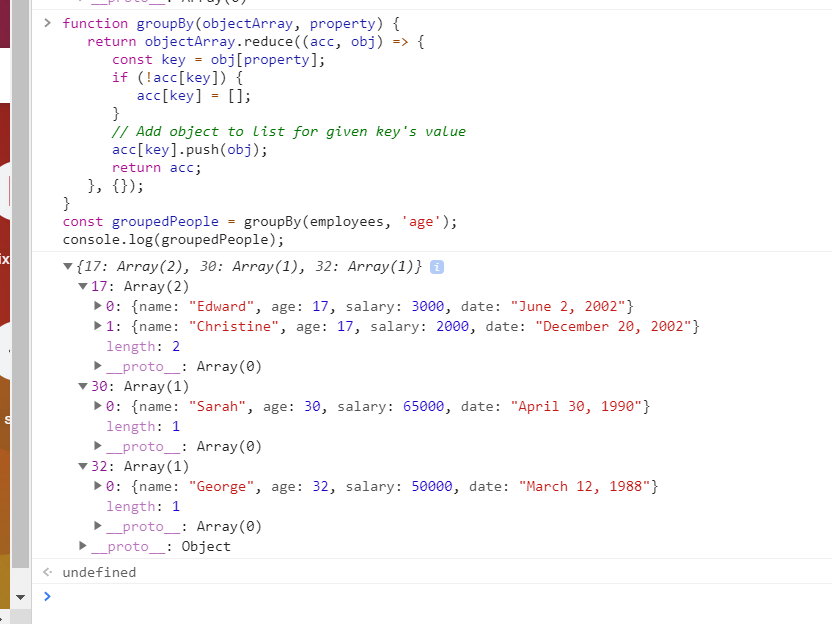 __proto__: Array(0)
> function groupBy(objectArray, property) {
   return objectArray.reduce((acc, obj) => {
      const key = obj[property];
      if (!acc[key]) {
         acc[key] = [];
      }
      // Add object to list for given key's value
      acc[key].push(obj);
      return acc;
   }, {});
}
const groupedPeople = groupBy(employees, 'age');
console.log(groupedPeople);
▼{17: Array(2), 30: Array(1), 32: Array(1)} i
▼17: Array(2)
▶0: {name: "Edward", age: 17, salary: 3000, date: "June 2, 2002"}
▶1: {name: "Christine", age: 17, salary: 2000, date: "December 20, 2002"}
length: 2
▶__proto__: Array(0)
▼30: Array(1)
▶0: {name: "Sarah", age: 30, salary: 65000, date: "April 30, 1990"}
length: 1
▶__proto__: Array(0)
▼32: Array(1)
▶0: {name: "George", age: 32, salary: 50000, date: "March 12, 1988"}
length: 1
▶__proto__: Array(0)
▶__proto__: Object
undefined
>